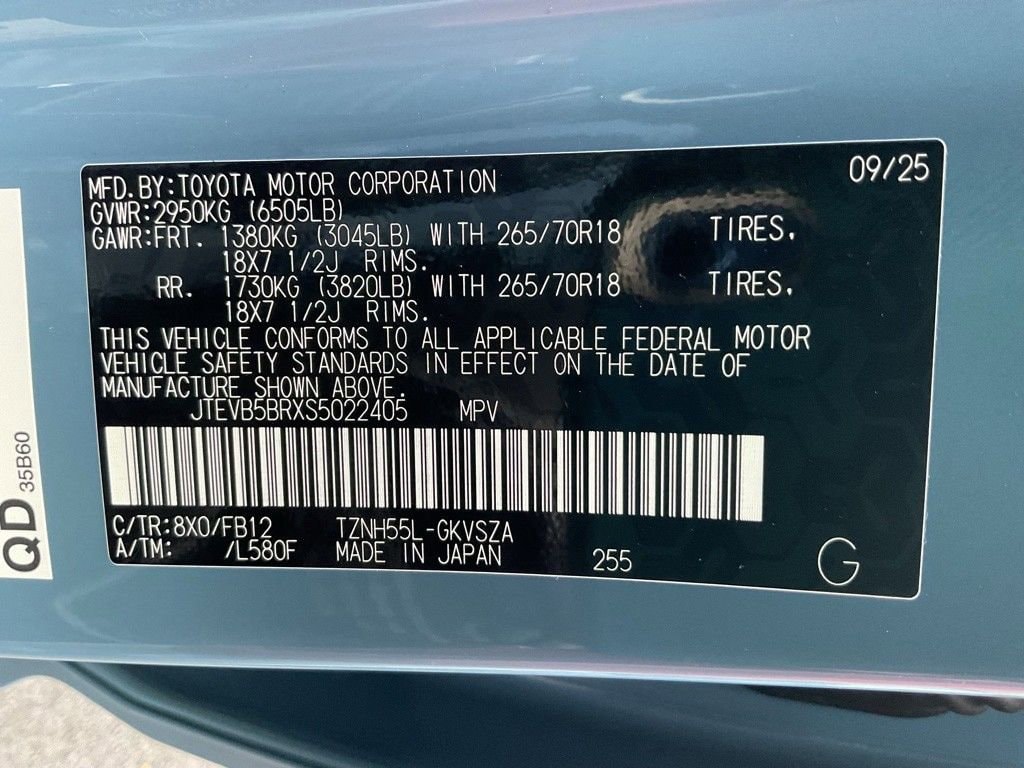 09/25
MFD.BY:TOYOTA MOTOR CORPORATION
GVWR:2950KG (6505LB)
GAWR:FRT. 1380KG (3045LB) WITH 265/70R18 TIRES.
18X7 1/2J RIMS.
RR. 1730KG (3820LB) WITH 265/70R18 TIRES.
18X7 1/2J RIMS.
THIS VEHICLE CONFORMS TO ALL APPLICABLE FEDERAL MOTOR
VEHICLE SAFETY STANDARDS IN EFFECT ON THE DATE OF
MANUFACTURE SHOWN ABOVE.
JTEVB5BRXS5022405 MPV
C/TR:8X0/FB12 TZNH55L-GKVSZA
A/TM: /L580F MADE IN JAPAN 255 G
QD 35B60